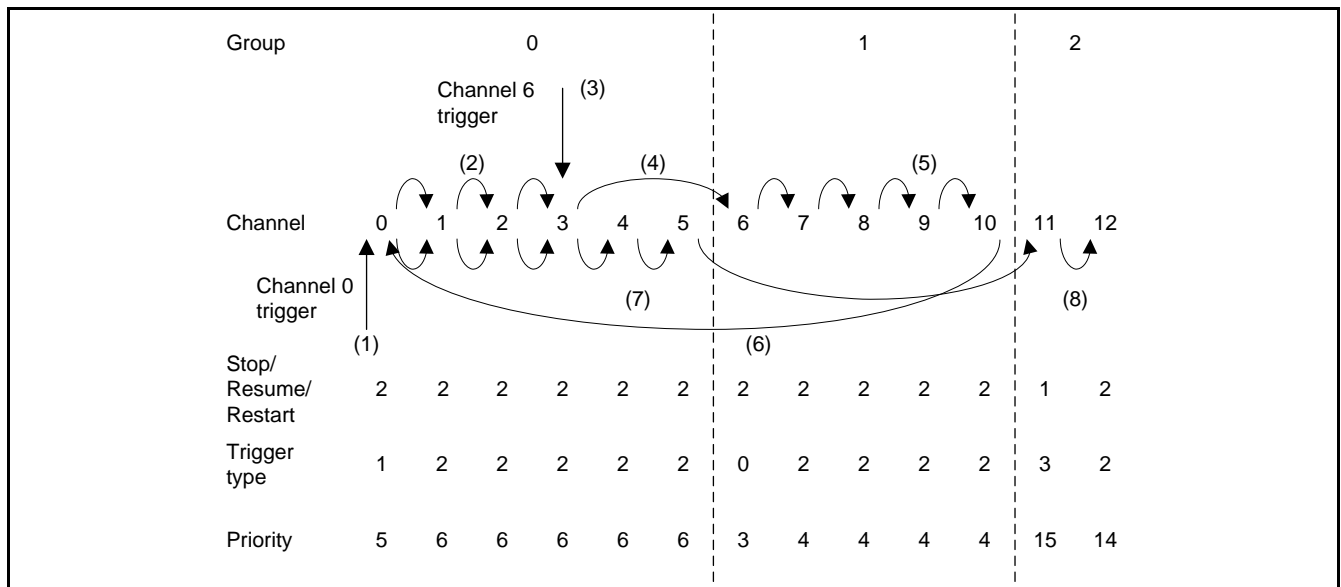 Group 0 1 2
Channel 6
trigger
(3)
(2) (4) (5)
Channel 0 1 2 3 4 5 6 7 8 9 10 11 12
Channel 0
trigger
(7) (8)
(1) (6)
Stop/
Resume/
Restart
2 2 2 2 2 2 2 2 2 2 2 1 2
Trigger
type
1 2 2 2 2 2 0 2 2 2 2 3 2
Priority 5 6 6 6 6 6 3 4 4 4 4 15 14